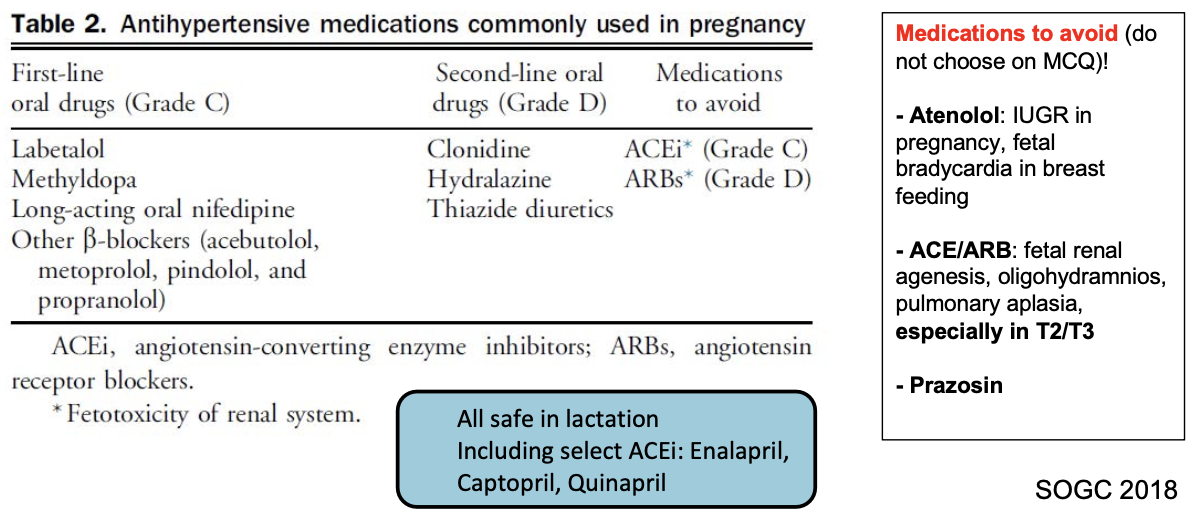 Table 2. Antihypertensive medications commonly used in pregnancy
First-line
oral drugs (Grade C)
Second-line oral
drugs (Grade D)
Medications
to avoid
Labetalol
Methyldopa
Long-acting oral nifedipine
Other β-blockers (acebutolol,
metoprolol, pindolol, and
propranolol)
Clonidine
Hydralazine
Thiazide diuretics
ACEi* (Grade C)
ARBs* (Grade D)
ACEi, angiotensin-converting enzyme inhibitors; ARBs, angiotensin
receptor blockers.
*Fetotoxicity of renal system.
All safe in lactation
Including select ACEi: Enalapril,
Captopril, Quinapril
Medications to avoid (do
not choose on MCQ)!
- Atenolol: IUGR in
pregnancy, fetal
bradycardia in breast
feeding
- ACE/ARB: fetal renal
agenesis, oligohydramnios,
pulmonary aplasia,
especially in T2/T3
- Prazosin
SOGC 2018